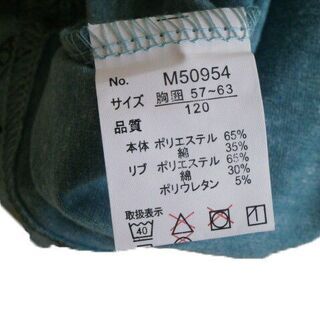 No. M50954
サイズ 胸囲 57~63
120
品質
本体 ポリエステル 65%
綿 35%
リブ ポリエステル 65%
綿 30%
ポリウレタン 5%
取扱表示
40